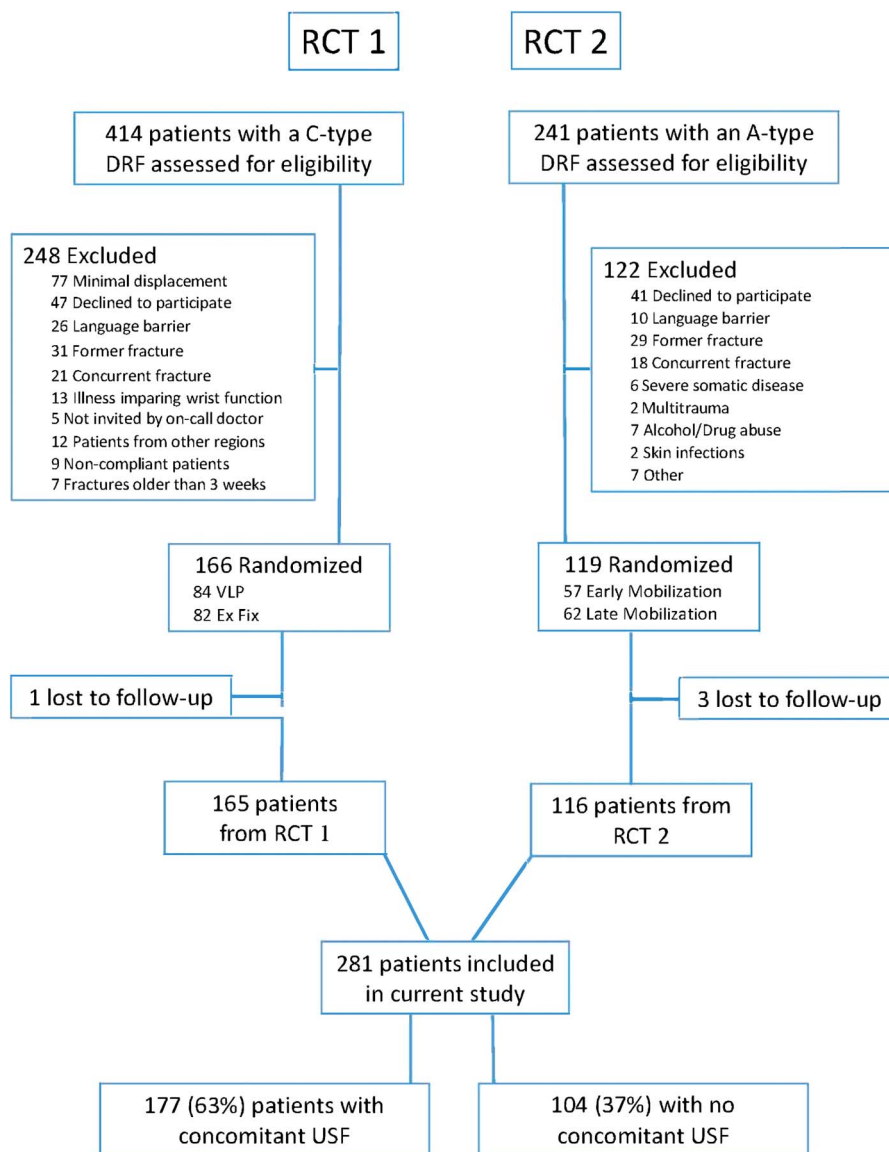 RCT 1
RCT 2
414 patients with a C-type
DRF assessed for eligibility
241 patients with an A-type
DRF assessed for eligibility
248 Excluded
77 Minimal displacement
47 Declined to participate
26 Language barrier
31 Former fracture
21 Concurrent fracture
13 Illness imparing wrist function
5 Not invited by on-call doctor
12 Patients from other regions
9 Non-compliant patients
7 Fractures older than 3 weeks
122 Excluded
41 Declined to participate
10 Language barrier
29 Former fracture
18 Concurrent fracture
6 Severe somatic disease
2 Multitrauma
7 Alcohol/Drug abuse
2 Skin infections
7 Other
166 Randomized
84 VLP
82 Ex Fix
119 Randomized
57 Early Mobilization
62 Late Mobilization
1 lost to follow-up
3 lost to follow-up
165 patients
from RCT 1
116 patients from
RCT 2
281 patients included
in current study
177 (63%) patients with
concomitant USF
104 (37%) with no
concomitant USF